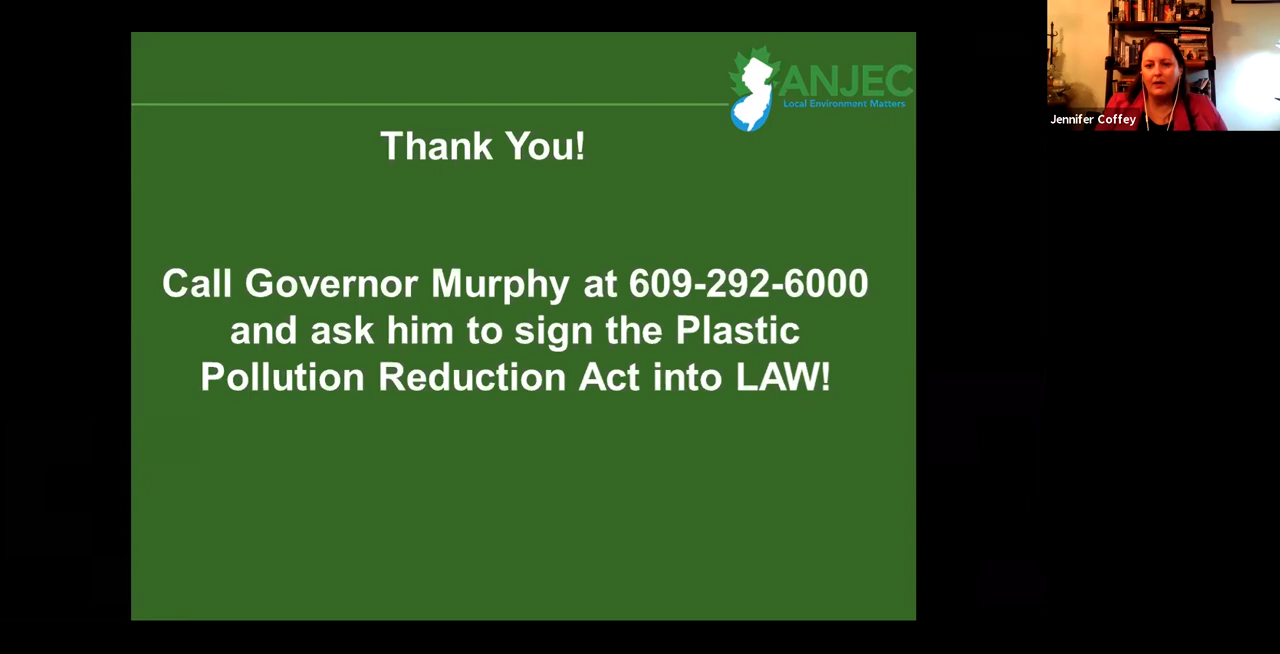 ANJEC
Local Environment Matters
Thank You!
Call Governor Murphy at 609-292-6000
and ask him to sign the Plastic
Pollution Reduction Act into LAW!
Jennifer Coffey